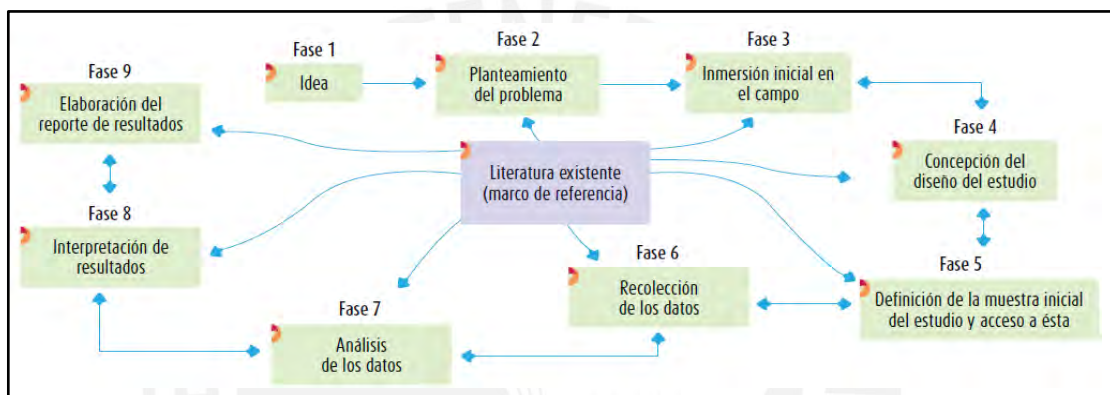 Fase 1
Idea
Fase 2
Planteamiento
del problema
Fase 3
Inmersión inicial en
el campo
Fase 4
Concepción del
diseño del estudio
Fase 5
Definición de la muestra inicial
del estudio y acceso a ésta
Fase 6
Recolección
de los datos
Fase 7
Análisis
de los datos
Fase 8
Interpretación de
resultados
Fase 9
Elaboración del
reporte de resultados
Literatura existente
(marco de referencia)